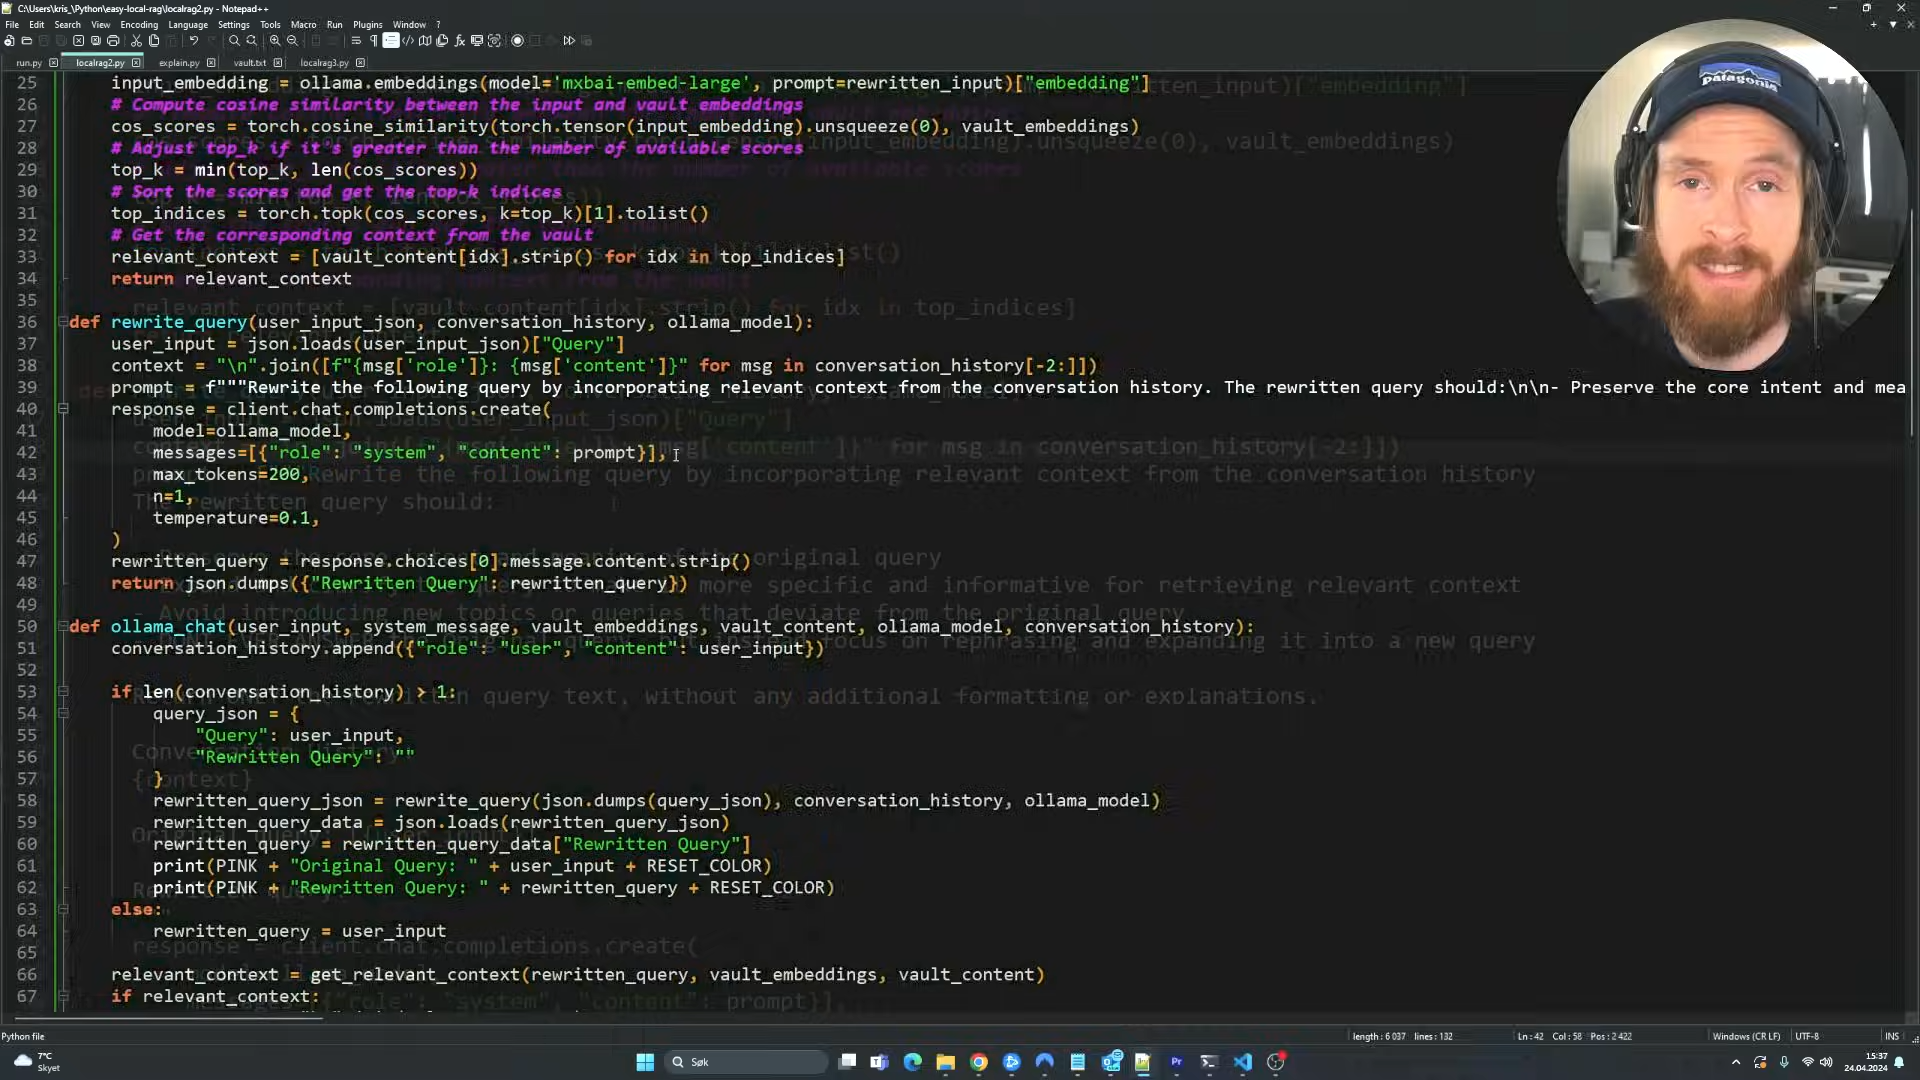 C:\Users\kris_\Python\easy-local-rag\localrag2.py - Notepad++
File Edit Search View Encoding Language Settings Tools Macro Run Plugins Window ?
run.py localrag2.py explain.py vault.txt localrag3.py
25 input_embedding = ollama.embeddings(model='mxbai-embed-large', prompt=rewritten_input)["embedding"]
26 # Compute cosine similarity between the input and vault embeddings
27 cos_scores = torch.cosine_similarity(torch.tensor(input_embedding).unsqueeze(0), vault_embeddings)
28 # Adjust top_k if it's greater than the number of available scores
29 top_k = min(top_k, len(cos_scores))
30 # Sort the scores and get the top-k indices
31 top_indices = torch.topk(cos_scores, k=top_k)[1].tolist()
32 # Get the corresponding context from the vault
33 relevant_context = [vault_content[idx].strip() for idx in top_indices]
34 return relevant_context
35
36 def rewrite_query(user_input_json, conversation_history, ollama_model):
37 user_input = json.loads(user_input_json)["Query"]
38 context = "\n".join([f"{msg['role']}: {msg['content']}" for msg in conversation_history[-2:]])
39 prompt = f"""Rewrite the following query by incorporating relevant context from the conversation history. The rewritten query should:\n\n- Preserve the core intent and mea
40 response = client.chat.completions.create(
41 model=ollama_model,
42 messages=[{"role": "system", "content": prompt}],
43 max_tokens=200,
44 n=1,
45 temperature=0.1,
46 )
47 rewritten_query = response.choices[0].message.content.strip()
48 return json.dumps({"Rewritten Query": rewritten_query})
49
50 def ollama_chat(user_input, system_message, vault_embeddings, vault_content, ollama_model, conversation_history):
51 conversation_history.append({"role": "user", "content": user_input})
52
53 if len(conversation_history) > 1:
54 query_json = {
55 "Query": user_input,
56 "Rewritten Query": ""
57 }
58 rewritten_query_json = rewrite_query(json.dumps(query_json), conversation_history, ollama_model)
59 rewritten_query_data = json.loads(rewritten_query_json)
60 rewritten_query = rewritten_query_data["Rewritten Query"]
61 print(PINK + "Original Query: " + user_input + RESET_COLOR)
62 print(PINK + "Rewritten Query: " + rewritten_query + RESET_COLOR)
63 else:
64 rewritten_query = user_input
65
66 relevant_context = get_relevant_context(rewritten_query, vault_embeddings, vault_content)
67 if relevant_context:
patagonia
Python file length : 6 037 lines : 132 Ln : 42 Col : 58 Pos : 2 422 Windows (CR LF) UTF-8 INS
7°C
Skyet
Søk
15:37
24.04.2024